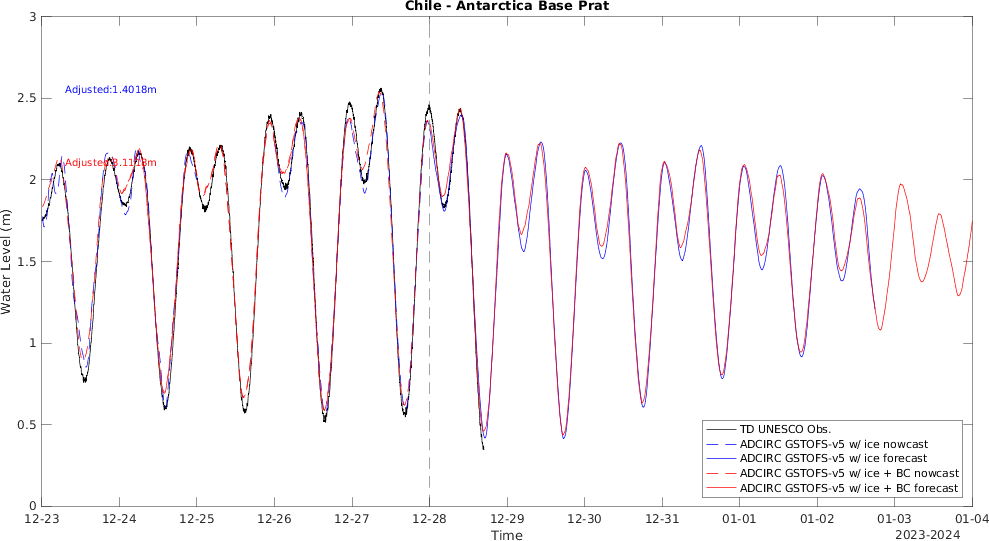 Chile - Antarctica Base Prat
Water Level (m)
3
2.5
2
1.5
1
0.5
0
Adjusted:1.4018m
TD UNESCO Obs.
ADCIRC GSTOFS-v5 w/ ice nowcast
ADCIRC GSTOFS-v5 w/ ice forecast
ADCIRC GSTOFS-v5 w/ ice + BC nowcast
ADCIRC GSTOFS-v5 w/ ice + BC forecast
12-23 12-24 12-25 12-26 12-27 12-28 12-29 12-30 12-31 01-01 01-02 01-03 01-04
Time
2023-2024